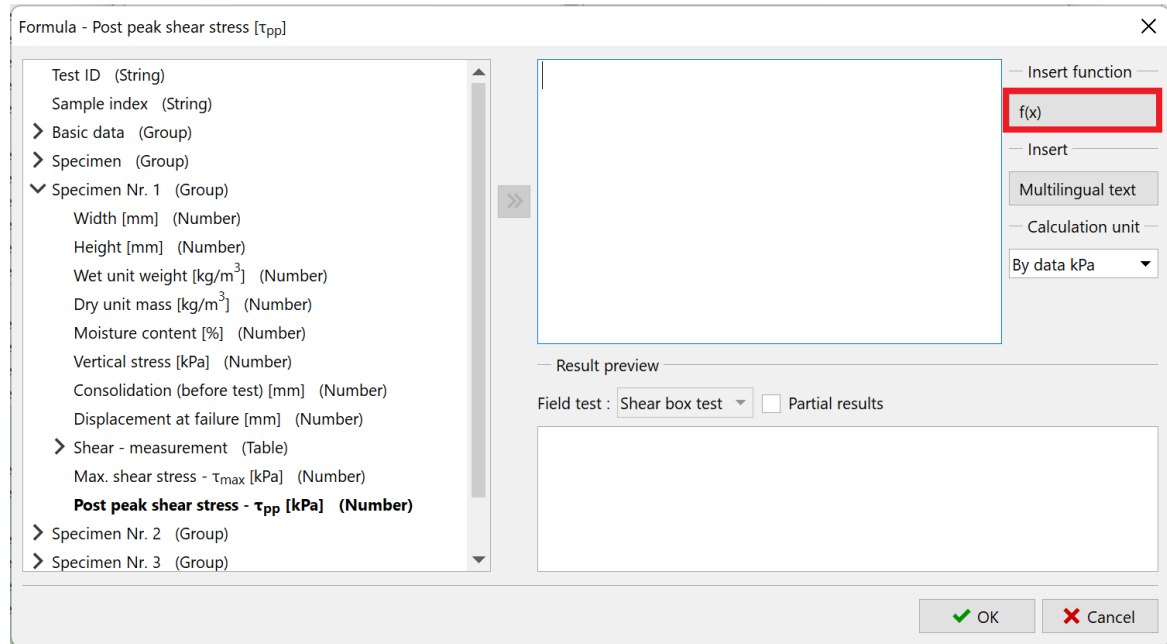 Formula - Post peak shear stress [τpp]
Test ID (String)
Sample index (String)
Basic data (Group)
Specimen (Group)
Specimen Nr. 1 (Group)
Width [mm] (Number)
Height [mm] (Number)
Wet unit weight [kg/m³] (Number)
Dry unit mass [kg/m³] (Number)
Moisture content [%] (Number)
Vertical stress [kPa] (Number)
Consolidation (before test) [mm] (Number)
Displacement at failure [mm] (Number)
Shear - measurement (Table)
Max. shear stress - τmax [kPa] (Number)
Post peak shear stress - τpp [kPa] (Number)
Specimen Nr. 2 (Group)
Specimen Nr. 3 (Group)
Insert function
f(x)
Insert
Multilingual text
Calculation unit
By data kPa
Result preview
Field test : Shear box test Partial results
OK Cancel